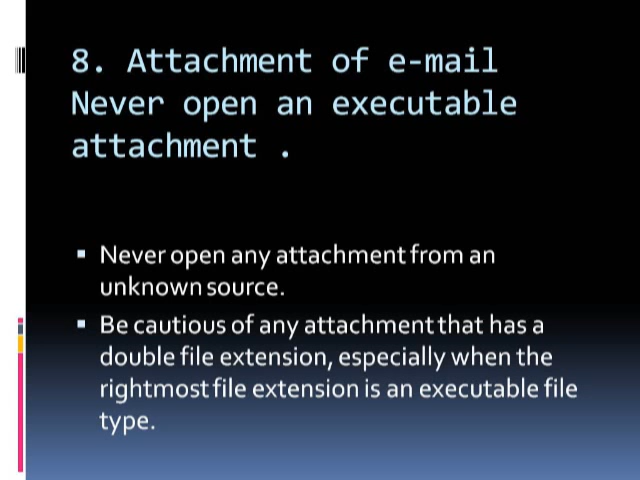 8. Attachment of e-mail
Never open an executable
attachment .
▪ Never open any attachment from an
unknown source.
▪ Be cautious of any attachment that has a
double file extension, especially when the
rightmost file extension is an executable file
type.